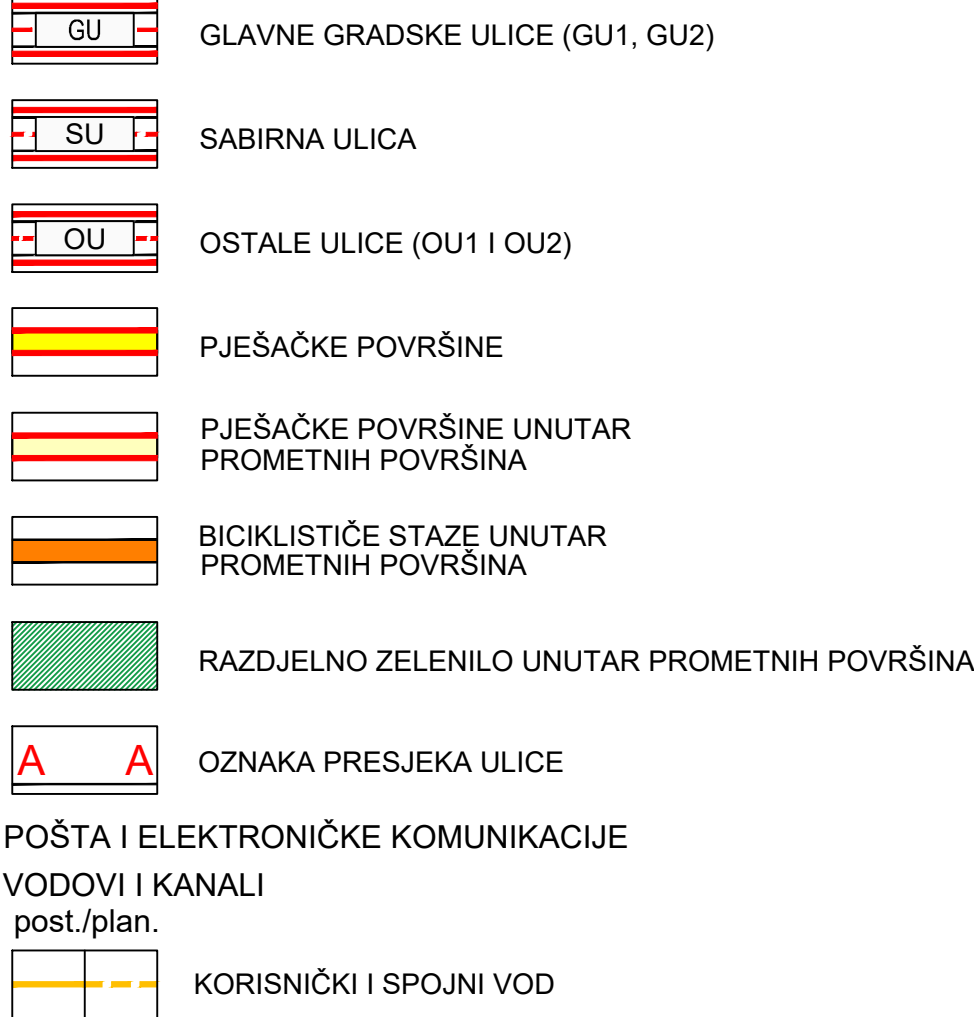 GU GLAVNE GRADSKE ULICE (GU1, GU2)
SU SABIRNA ULICA
OU OSTALE ULICE (OU1 I OU2)
PJEŠAČKE POVRŠINE
PJEŠAČKE POVRŠINE UNUTAR
PROMETNIH POVRŠINA
BICIKLISTIČE STAZE UNUTAR
PROMETNIH POVRŠINA
RAZDJELNO ZELENILO UNUTAR PROMETNIH POVRŠINA
A A OZNAKA PRESJEKA ULICE
POŠTA I ELEKTRONIČKE KOMUNIKACIJE
VODOVI I KANALI
post./plan.
KORISNIČKI I SPOJNI VOD